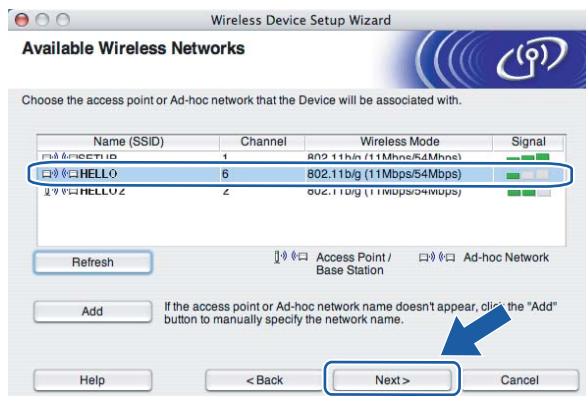 Wireless Device Setup Wizard
Available Wireless Networks
Choose the access point or Ad-hoc network that the Device will be associated with.
Name (SSID) Channel Wireless Mode Signal
SETUP 1 802.11b/g (11Mbps/54Mbps)
HELLO 6 802.11b/g (11Mbps/54Mbps)
HELLO2 2 802.11b/g (11Mbps/54Mbps)
Refresh Access Point / Base Station Ad-hoc Network
Add If the access point or Ad-hoc network name doesn't appear, click the "Add"
button to manually specify the network name.
Help < Back Next > Cancel